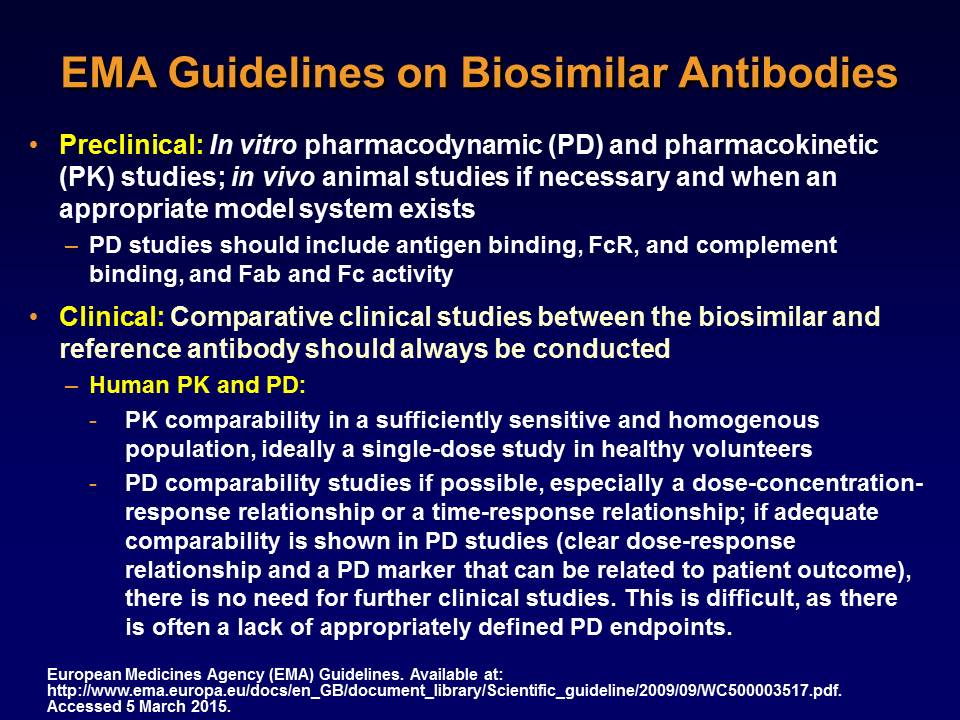 EMA Guidelines on Biosimilar Antibodies
• Preclinical: In vitro pharmacodynamic (PD) and pharmacokinetic
(PK) studies; in vivo animal studies if necessary and when an
appropriate model system exists
– PD studies should include antigen binding, FcR, and complement
binding, and Fab and Fc activity
• Clinical: Comparative clinical studies between the biosimilar and
reference antibody should always be conducted
– Human PK and PD:
- PK comparability in a sufficiently sensitive and homogenous
population, ideally a single-dose study in healthy volunteers
- PD comparability studies if possible, especially a dose-concentration-
response relationship or a time-response relationship; if adequate
comparability is shown in PD studies (clear dose-response
relationship and a PD marker that can be related to patient outcome),
there is no need for further clinical studies. This is difficult, as there
is often a lack of appropriately defined PD endpoints.
European Medicines Agency (EMA) Guidelines. Available at:
http://www.ema.europa.eu/docs/en_GB/document_library/Scientific_guideline/2009/09/WC500003517.pdf.
Accessed 5 March 2015.